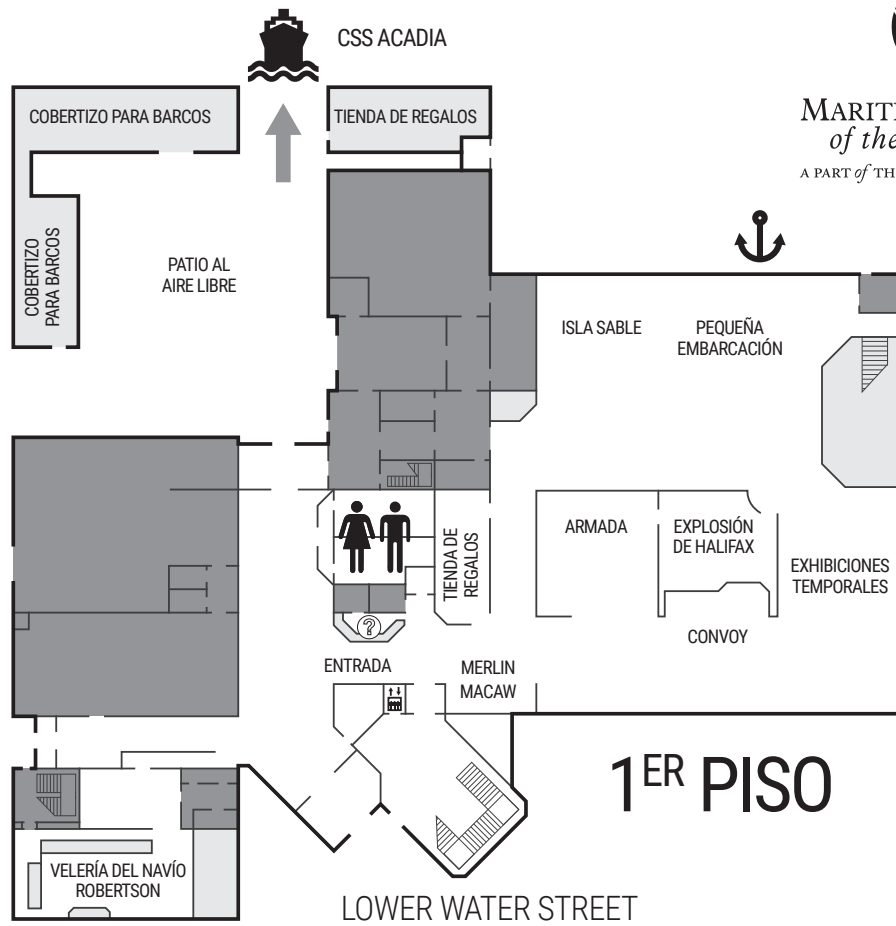 CSS ACADIA
COBERTIZO PARA BARCOS
TIENDA DE REGALOS
of the
A PART of
COBERTIZO
PARA BARCOS
PATIO AL
AIRE LIBRE
ISLA SABLE
PEQUEÑA
EMBARCACIÓN
ARMADA
EXPLOSIÓN
DE HALIFAX
TIENDA DE
REGALOS
EXHIBICIONES
TEMPORALES
?
CONVOY
ENTRADA
MERLIN
MACAW
1ER PISO
VELERÍA DEL NAVÍO
ROBERTSON
LOWER WATER STREET